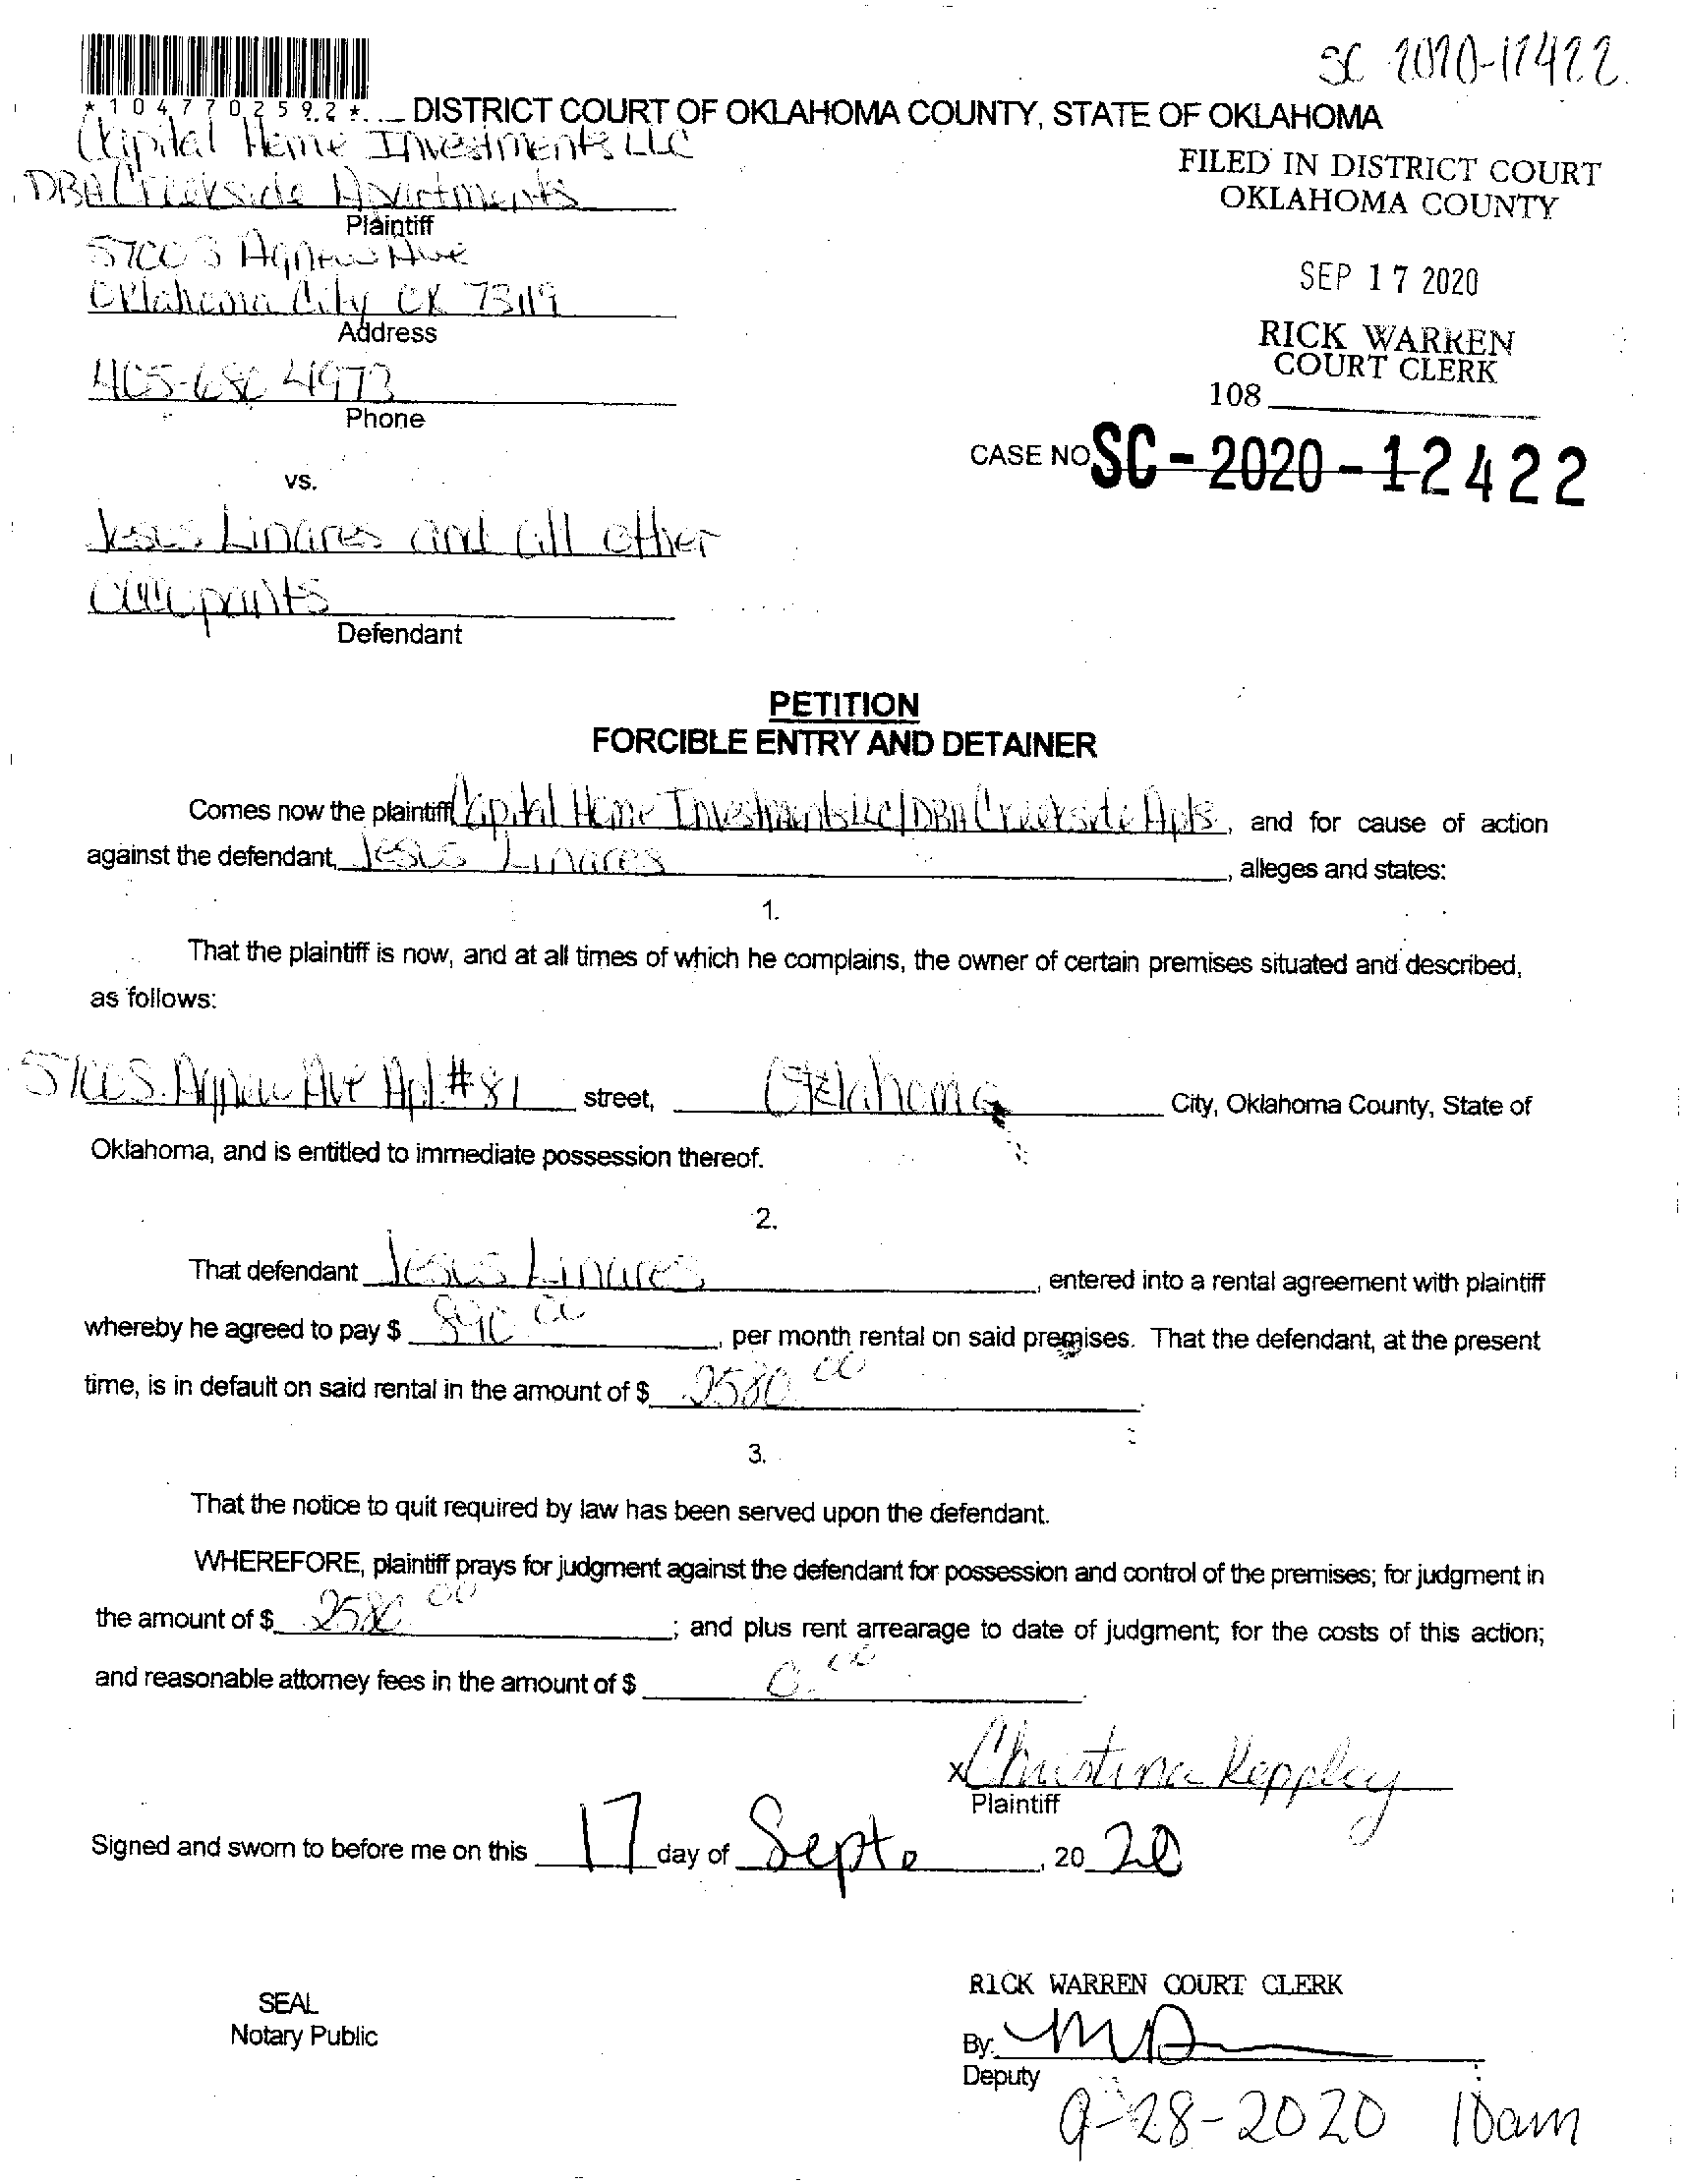 SC 2020-12422
*1047702592*
DISTRICT COURT OF OKLAHOMA COUNTY, STATE OF OKLAHOMA
Capital Home Investments LLC
DBA Creekside Apartments
Plaintiff
5700 S Agnew Ave
Oklahoma City OK 73119
Address
405-680 4973
Phone
FILED IN DISTRICT COURT
OKLAHOMA COUNTY
SEP 17 2020
RICK WARREN
COURT CLERK
108
CASE NO SC-2020-12422
vs.
Jesus Linares and all other
occupants
Defendant
PETITION
FORCIBLE ENTRY AND DETAINER
Comes now the plaintiff Capital Home Investments LLC/DBA Creekside Apts, and for cause of action
against the defendant, Jesus Linares, alleges and states:
1.
That the plaintiff is now, and at all times of which he complains, the owner of certain premises situated and described,
as follows:
5700 S. Agnew Ave Apt #81 street, Oklahoma City, Oklahoma County, State of
Oklahoma, and is entitled to immediate possession thereof.
2.
That defendant Jesus Linares, entered into a rental agreement with plaintiff
whereby he agreed to pay $ 890.00, per month rental on said premises. That the defendant, at the present
time, is in default on said rental in the amount of $ 2580.00
3.
That the notice to quit required by law has been served upon the defendant.
WHEREFORE, plaintiff prays for judgment against the defendant for possession and control of the premises; for judgment in
the amount of $ 2580.00; and plus rent arrearage to date of judgment; for the costs of this action;
and reasonable attorney fees in the amount of $ 0.00.
x Christina Keppley
Plaintiff
Signed and sworn to before me on this 17 day of Sept., 20 20
SEAL
Notary Public
RICK WARREN COURT CLERK
By:
Deputy
9-28-2020 10am